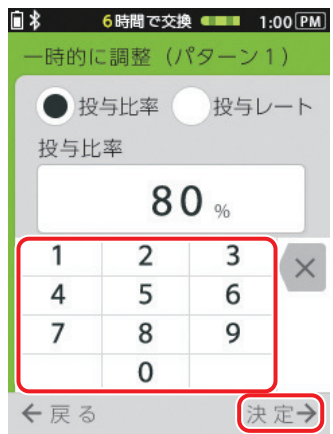 6時間で交換 1:00 PM
一時的に調整（パターン1）
投与比率 投与レート
投与比率
80 %
1 2 3
4 5 6
7 8 9
0
戻る 決定